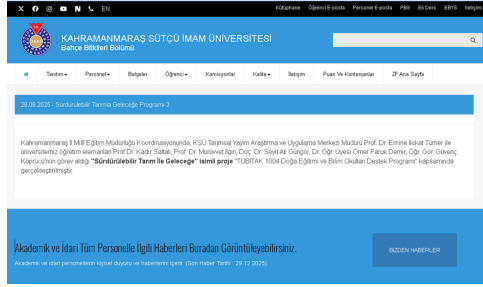 EN
Kütüphane Öğrenci E-posta Personel E-posta PBS Ek Ders EBYS İletişim
KAHRAMANMARAŞ SÜTÇÜ İMAM ÜNİVERSİTESİ
Bahçe Bitkileri Bölümü
Tanıtım Personel Belgeler Öğrenci Komisyonlar Kalite İletişim Puan Ve Kontenjanlar ZF Ana Sayfa
28.08.2025 - Sürdürülebilir Tarımla Geleceğe Programı-2
Kahramanmaraş İl Millî Eğitim Müdürlüğü Koordinasyonunda, KSÜ Tarımsal Yayım Araştırma ve Uygulama Merkezi Müdürü Prof. Dr. Emine İkikat Tümer ile
üniversitemiz öğretim elemanları Prof.Dr. Kadir Saltalı, Prof. Dr. Mürüvvet Ilgın, Doç. Dr. Seyit Ali Güngör, Dr. Öğr. Üyesi Ömer Faruk Demir, Öğr. Gör. Güvenç
Köprücü'nün görev aldığı "Sürdürülebilir Tarım İle Geleceğe" isimli proje "TÜBİTAK 1004 Doğa Eğitimi ve Bilim Okulları Destek Programı" kapsamında
gerçekleştirilmiştir.
Akademik ve İdari Tüm Personelle İlgili Haberleri Buradan Görüntüleyebilirsiniz.
BİZDEN HABERLER
Akademik ve idari personellerin kişisel duyuru ve haberlerini içerir. (Son Haber Tarihi : 29.12.2025)